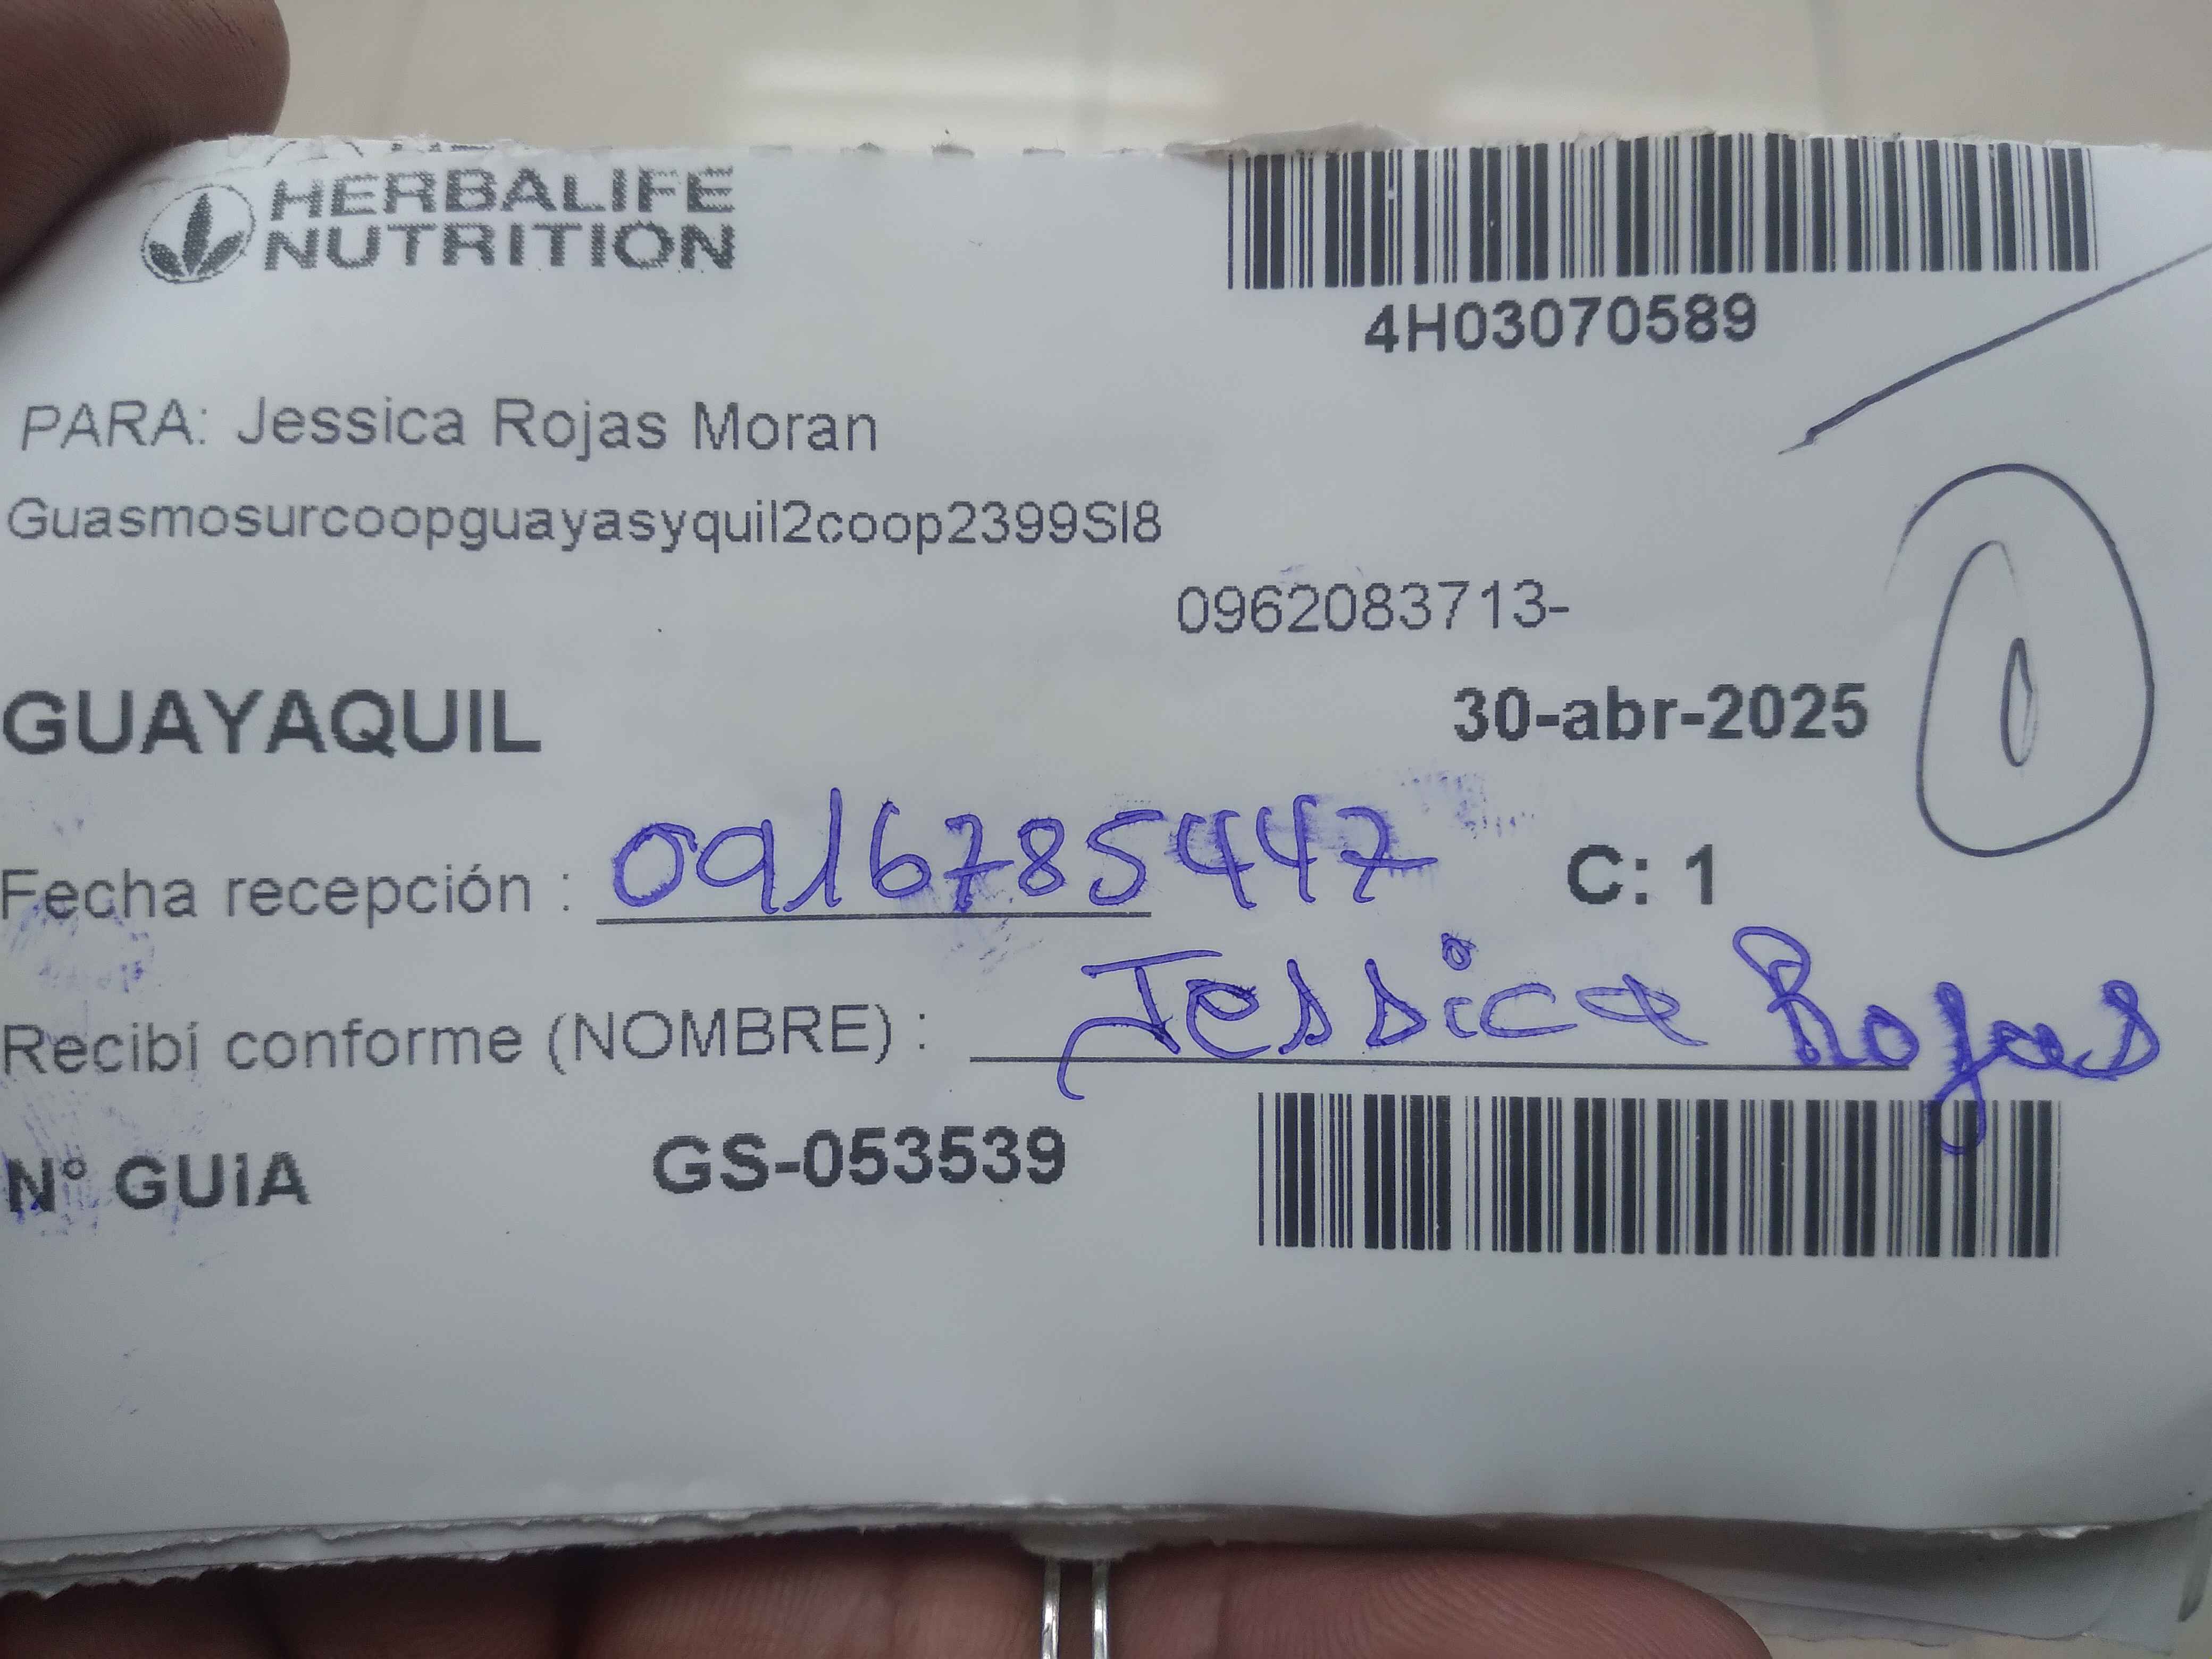 HERBALIFE
NUTRITION
4H03070589
PARA: Jessica Rojas Moran
Guasmosurcoopguayasyquil2coop2399Sl8
0962083713-
GUAYAQUIL
30-abr-2025
Fecha recepción : 0916785447 C: 1
Recibí conforme (NOMBRE) : Jessica Rojas
N° GUIA GS-053539